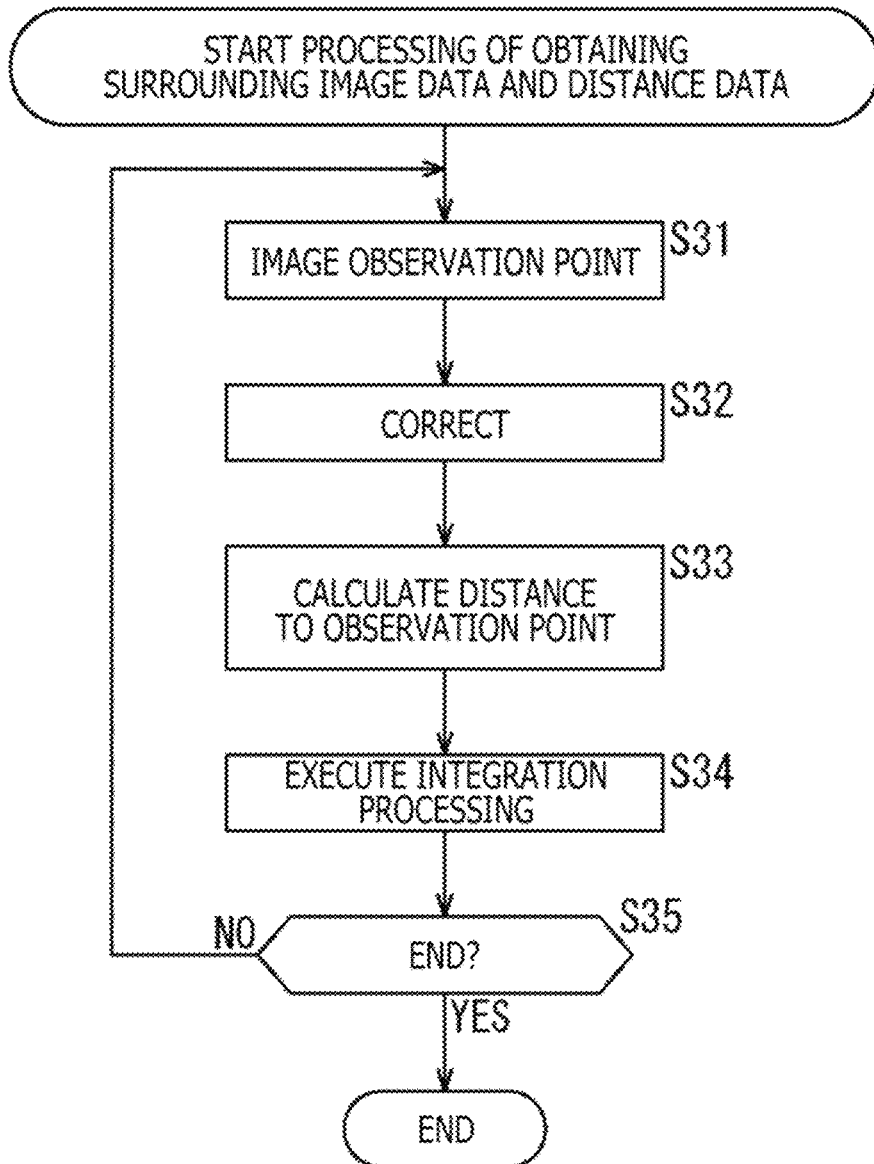 START PROCESSING OF OBTAINING
SURROUNDING IMAGE DATA AND DISTANCE DATA
IMAGE OBSERVATION POINT
S31
CORRECT
S32
CALCULATE DISTANCE
TO OBSERVATION POINT
S33
EXECUTE INTEGRATION
PROCESSING
S34
END?
S35
NO
YES
END